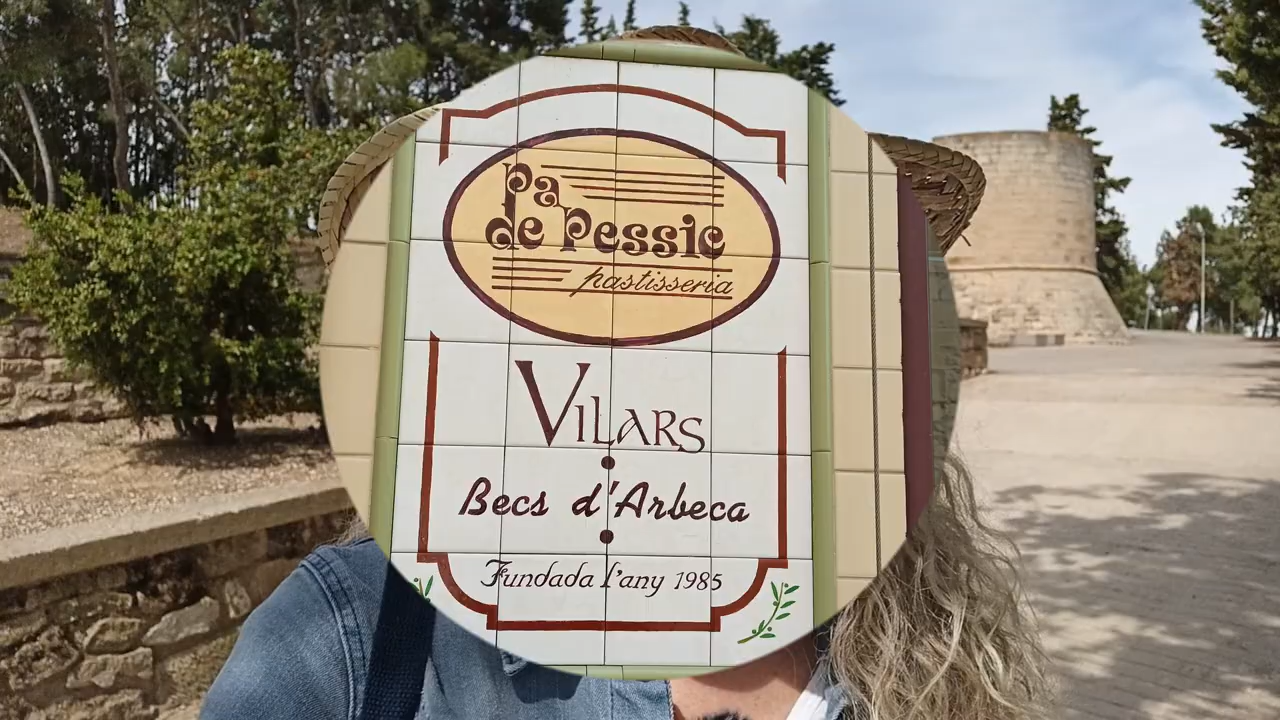 Pa
de Pessic
pastisseria
VILARS
Becs d'Arbeca
Fundada l'any 1985